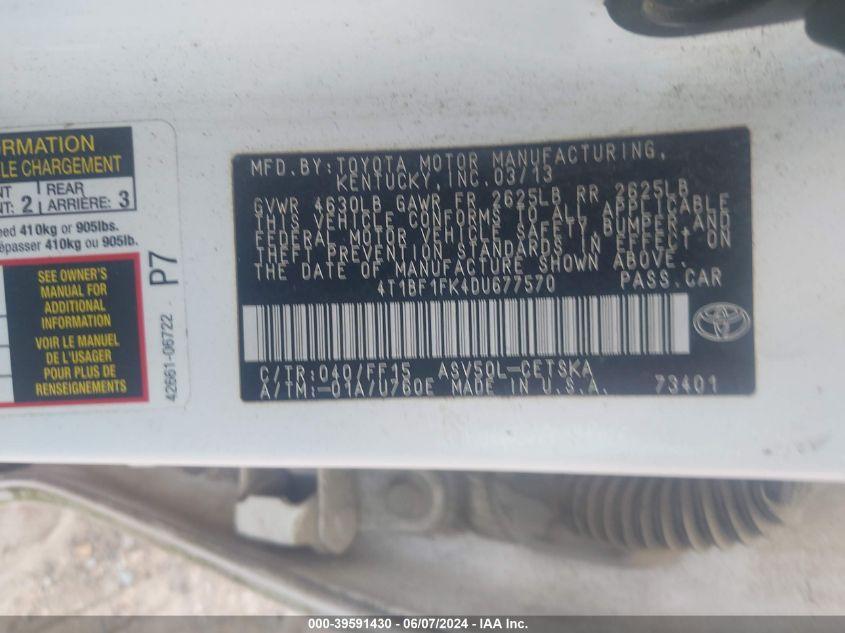 ORMATION
LE CHARGEMENT
NT
REAR
NT: 2
ARRIÈRE: 3
eed 410kg or 905lbs.
épasser 410kg ou 905lb.
SEE OWNER'S
MANUAL FOR
ADDITIONAL
INFORMATION
VOIR LE MANUEL
DE L'USAGER
POUR PLUS DE
RENSEIGNEMENTS
42661-06722 P7
MFD.BY:TOYOTA MOTOR MANUFACTURING,
KENTUCKY,INC.03/13
GVWR 4630LB GAWR FR 2625LB RR 2625LB
THIS VEHICLE CONFORMS TO ALL APPLICABLE
FEDERAL MOTOR VEHICLE SAFETY,BUMPER,AND
THEFT PREVENTION STANDARDS IN EFFECT ON
THE DATE OF MANUFACTURE SHOWN ABOVE.
4T1BF1FK4DU677570 PASS.CAR
C/TR:040/FF15 ASV50L-CETSKA
A/TM:-01A/U760E MADE IN U.S.A. 73401
000-39591430 - 06/07/2024 - IAA Inc.